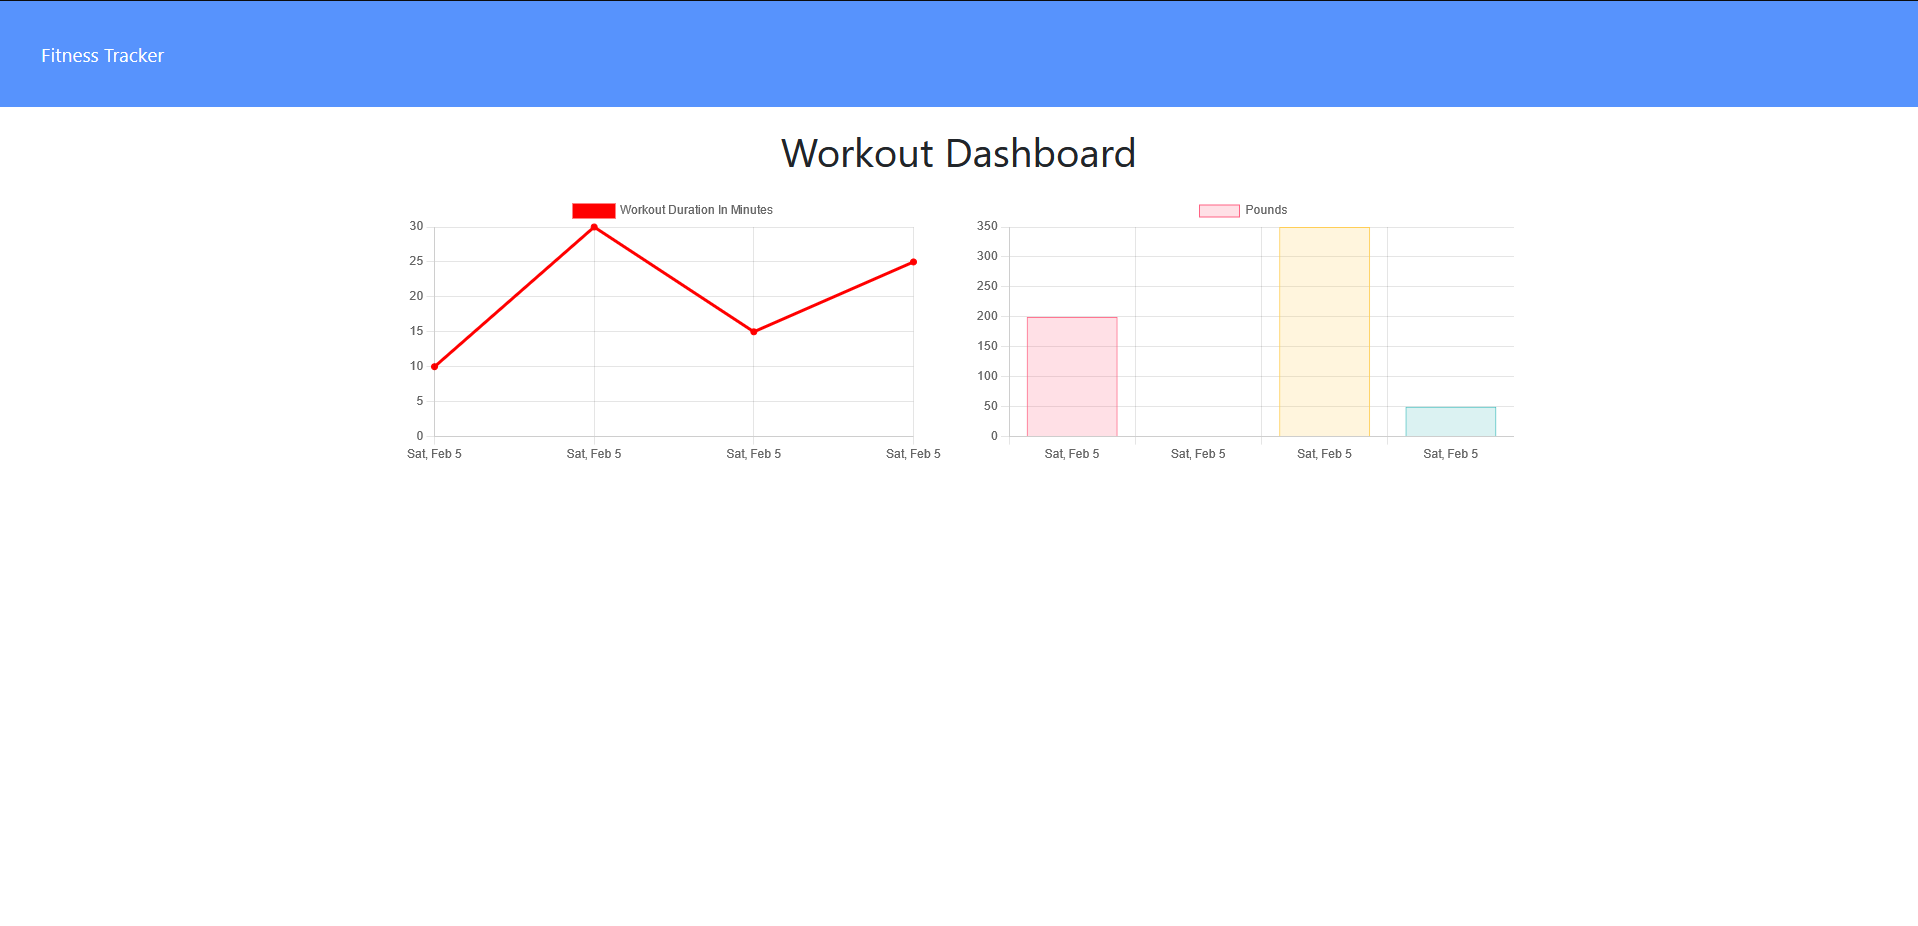 Fitness Tracker
Workout Dashboard
Workout Duration In Minutes
30
25
20
15
10
5
0
Sat, Feb 5 Sat, Feb 5 Sat, Feb 5 Sat, Feb 5
Pounds
350
300
250
200
150
100
50
0
Sat, Feb 5 Sat, Feb 5 Sat, Feb 5 Sat, Feb 5